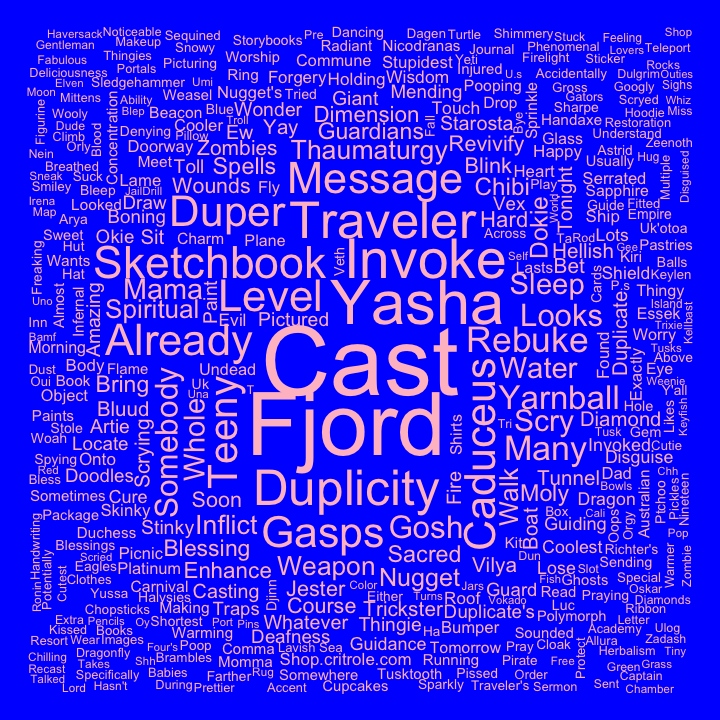 Haversack Noticeable Sequined Storybooks Pre Dancing Dagen Turtle Shimmery Stuck Feeling Shop
Gentleman Makeup Snowy Radiant Nicodranas Journal Phenomenal Lovers Teleport
Fabulous Thingies Picturing Worship Commune Stupidest Yeti Firelight Sticker Rocks
Deliciousness Portals Sledgehammer Ring Forgery Holding Wisdom Injured Accidentally Dulgrim Outies
Elven Ability Weasel Umi Nugget's Tried Mending Pooping U.s Gross Googly Sighs
Moon Mittens Blep Beacon Blue Wonder Giant Touch Drop Sprinkle Gators Scryed Whiz
Figurine Wooly Blood Concentration Troll Dimension Fall Starosta Bye Sharpe Hoodie Miss
Dude Denying Pillow Cooler Ew Yay Guardians Handaxe Restoration
Climb Orly Doorway Zombies Thaumaturgy Revivify Glass Understand Zeenoth
Nein Meet Toll Spells Blink Happy Astrid Hug Multiple Disguised
Breathed Suck Lame Wounds Fly Message Chibi Heart Usually Serrated
Sneak Smiley Bleep JailDrill Draw Duper Traveler Vex Play Tonight Sapphire
Irena Looked Boning Hard Dokie World Guide Fitted
Map Arya Charm Plane Across Ship Empire Uk'otoa
Sweet Okie Sit Sketchbook Veth Invoke Self TaRod Lots Gee Pastries
Freaking Hut Hellish Kiri Balls
Wants Hat Mama Level Yasha Lasts Bet Shield Keylen
Uno Almost Infernal Amazing Spiritual Paint Sleep Cards Duplicate P.s Thingy
Inn Already Evil Pictured Looks Essek Island Kellbast
Bamf Morning Rebuke Found Exactly Worry Trixie
Dust Body Flame Undead Cast Water Tusks Above
Oui Book Bring Uk Una T Fjord Caduceus Eye Weenie
Object Somebody Whole Teeny Yarnball Likes Y'all Keyfish
Paints Bluud Artie Shirts Tri Scry Diamond Hole
Stole Scrying Many Tusk Gem
Woah Locate Invoked Cutie
Spying Onto Fire Disguise
Red Doodles Duplicity Walk Tunnel Dad Australian Chh
Bless Moly Dragon Bowls Ptchoo Pickles Nineteen
Sometimes Cure Soon Boat Box Cali Oops Orgy
Handwriting Package Skinky Inflict Gasps Gosh Guiding
Duchess Stinky Kit Coolest Richter's Pop
Blessings Scried Picnic Blessing Sacred Dun Sending Warmer Zombie
Ronin Potentially Cutest Eagles Platinum Enhance Weapon Vilya Lose Slot Special
Clothes Nugget Fish Ghosts Oskar
Yussa Carnival Casting Djinn Jester Color Either Jars Guard Read Praying Diamonds
Chopsticks Halysies Course Trickster Turns Roof Vokado Luc Ribbon
Extra Pencils Making Traps Port Duplicate's Polymorph Letter
Kissed Oy Shortest Pins Whatever Thingie Ha Bumper Sounded Academy Ulog
Resort Wear Books Images Four's Warming Deafness Guidance Tomorrow Pray Cloak Protect Allura Zadash
Chilling Dragonfly Shh Poop Comma Lavish Sea Shop.critrole.com Running Pirate Free Herbalism Tiny
Recast Takes Brambles Momma Somewhere Tusktooth Pissed Order Green Grass
Talked Specifically Babies Farther Rug Cupcakes Sparkly Traveler's Sermon Captain
Lord Hasn't During Prettier Accent Sent Chamber